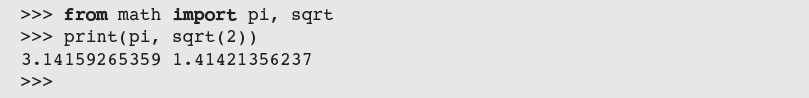 >>> from math import pi, sqrt
>>> print(pi, sqrt(2))
3.14159265359 1.41421356237
>>>